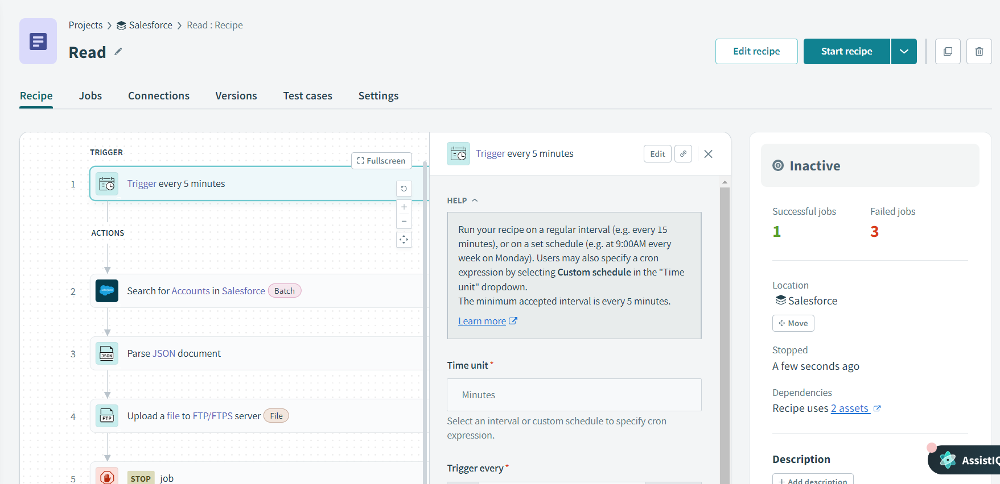 Projects > Salesforce > Read : Recipe
Read
Edit recipe
Start recipe
Recipe
Jobs
Connections
Versions
Test cases
Settings
TRIGGER
Fullscreen
1
Trigger every 5 minutes
ACTIONS
2
salesforce
Search for Accounts in Salesforce Batch
3
JSON
Parse JSON document
4
FTP
Upload a file to FTP/FTPS server File
5
STOP job
Trigger every 5 minutes
Edit
HELP
Run your recipe on a regular interval (e.g. every 15
minutes), or on a set schedule (e.g. at 9:00AM every
week on Monday). Users may also specify a cron
expression by selecting Custom schedule in the "Time
unit" dropdown.
The minimum accepted interval is every 5 minutes.
Learn more
Time unit *
Minutes
Select an interval or custom schedule to specify cron
expression.
Trigger every *
Inactive
Successful jobs
1
Failed jobs
3
Location
Salesforce
Move
Stopped
A few seconds ago
Dependencies
Recipe uses 2 assets
Description
+ Add description
AssistIQ